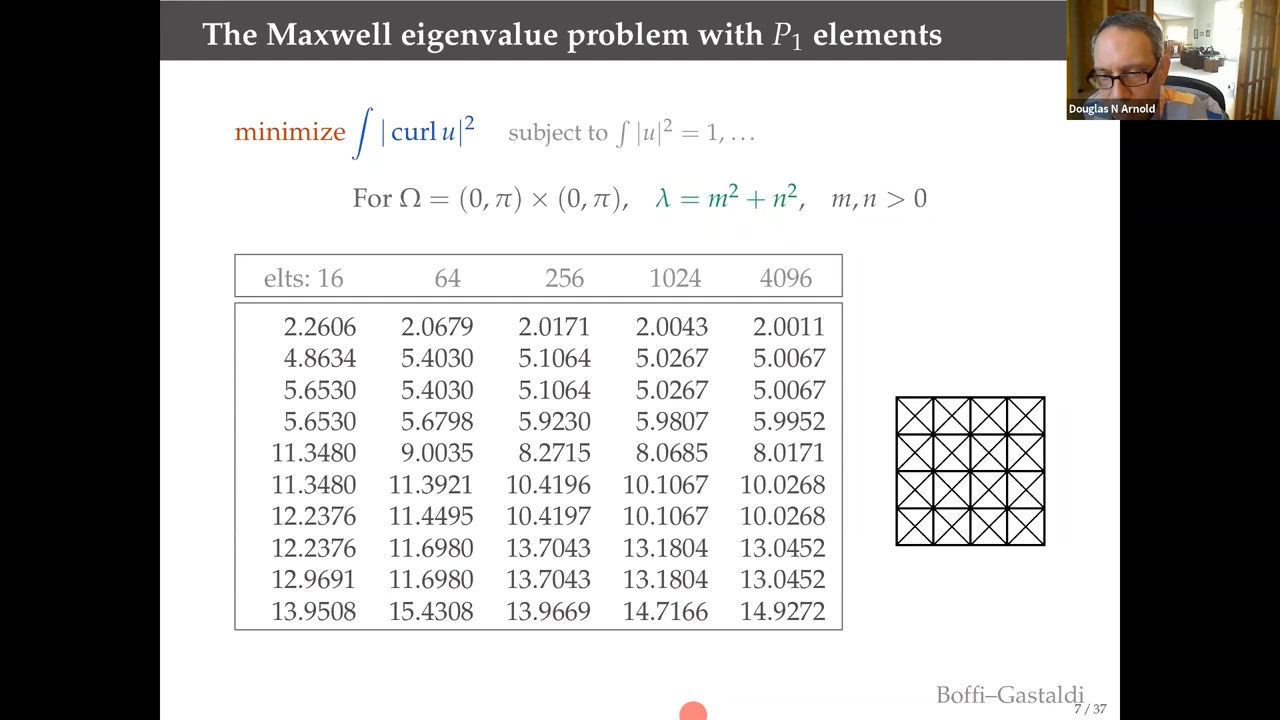 The Maxwell eigenvalue problem with P₁ elements
Douglas N Arnold
minimize ∫ | curl u|² subject to ∫ |u|² = 1, …
For Ω = (0, π) × (0, π), λ = m² + n², m, n > 0
elts: 16 64 256 1024 4096
2.2606 2.0679 2.0171 2.0043 2.0011
4.8634 5.4030 5.1064 5.0267 5.0067
5.6530 5.4030 5.1064 5.0267 5.0067
5.6530 5.6798 5.9230 5.9807 5.9952
11.3480 9.0035 8.2715 8.0685 8.0171
11.3480 11.3921 10.4196 10.1067 10.0268
12.2376 11.4495 10.4197 10.1067 10.0268
12.2376 11.6980 13.7043 13.1804 13.0452
12.9691 11.6980 13.7043 13.1804 13.0452
13.9508 15.4308 13.9669 14.7166 14.9272
Boffi–Gastaldi
7 / 37